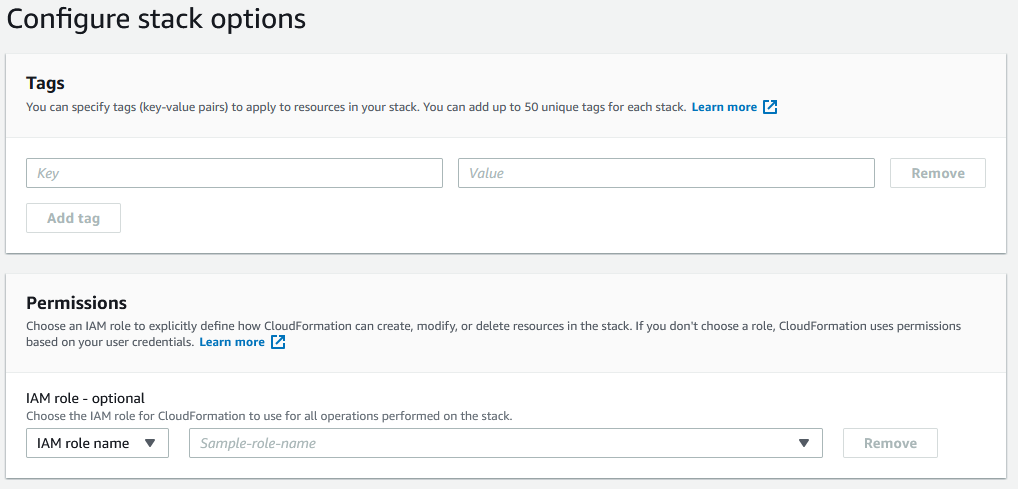 Configure stack options
Tags
You can specify tags (key-value pairs) to apply to resources in your stack. You can add up to 50 unique tags for each stack. Learn more
Key Value Remove
Add tag
Permissions
Choose an IAM role to explicitly define how CloudFormation can create, modify, or delete resources in the stack. If you don't choose a role, CloudFormation uses permissions
based on your user credentials. Learn more
IAM role - optional
Choose the IAM role for CloudFormation to use for all operations performed on the stack.
IAM role name Sample-role-name Remove